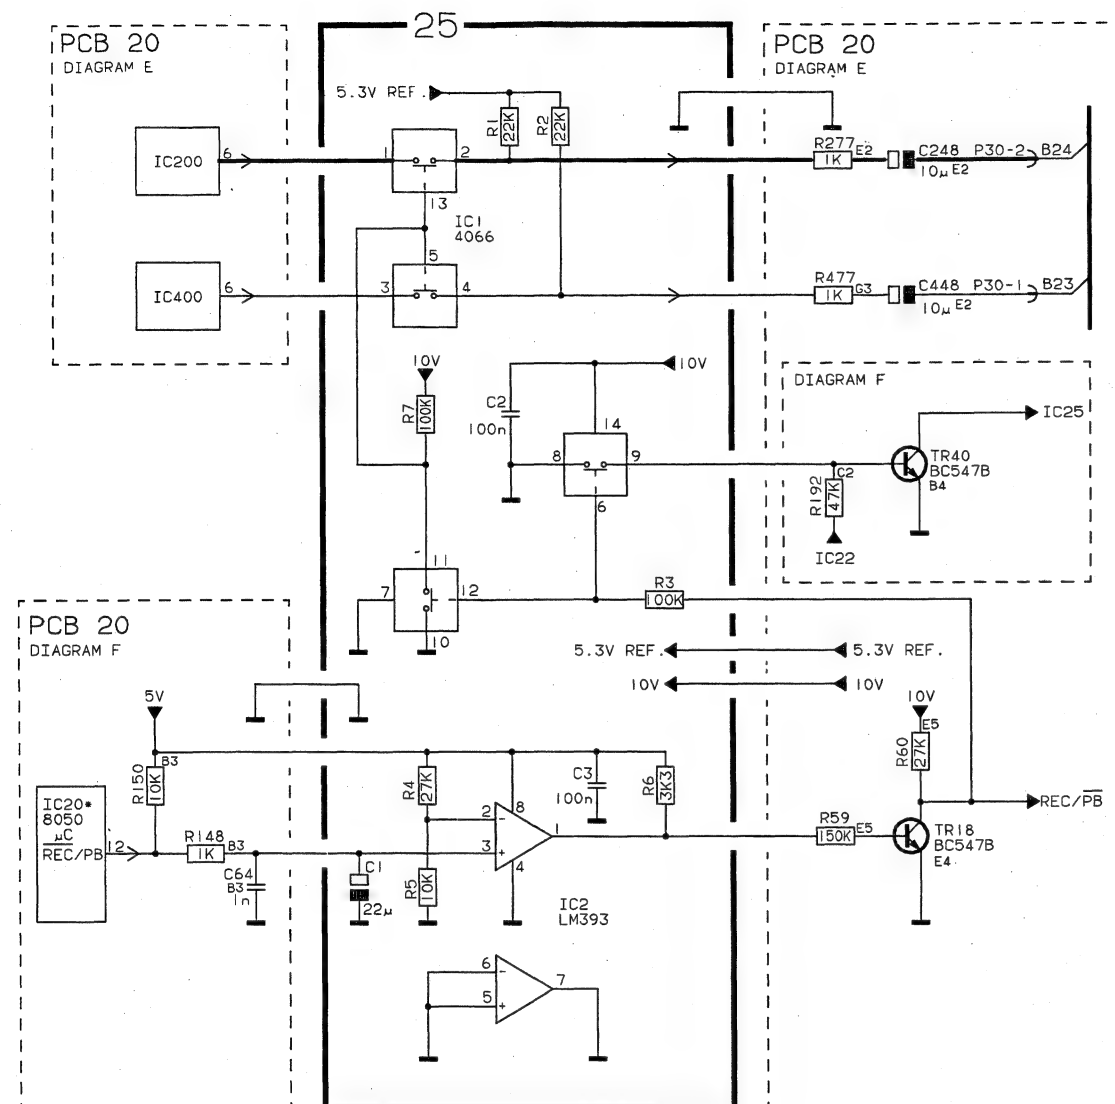 25
PCB 20
DIAGRAM E
PCB 20
DIAGRAM E
5.3V REF.
R1
22K
R2
22K
IC200
6
1
2
13
IC1
4066
R277
E2
1K
C248
10µ
E2
P30-2
B24
5
IC400
6
3
4
R477
G3
1K
C448
10µ
E2
P30-1
B23
10V
R7
100K
C2
100n
10V
14
8
9
6
DIAGRAM F
IC25
TR40
BC547B
B4
C2
R192
47K
IC22
11
7
12
10
R3
100K
PCB 20
DIAGRAM F
5.3V REF.
5.3V REF.
10V
10V
5V
B3
R150
10K
IC20*
8050
µC
REC/PB
12
R148
1K
B3
C64
B3
1n
C1
22µ
R4
27K
R5
10K
2
-
3
+
8
1
4
C3
100n
R6
3K3
IC2
LM393
10V
E5
R60
27K
REC/PB
R59
150K
E5
TR18
BC547B
E4
6
-
5
+
7